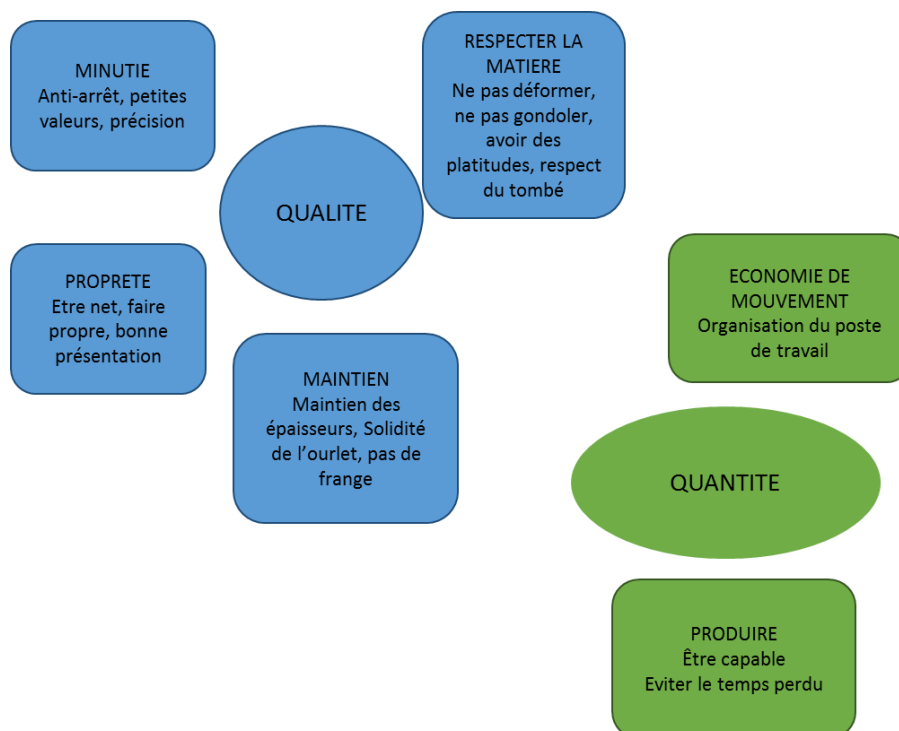 MINUTIE
Anti-arrêt, petites
valeurs, précision
RESPECTER LA
MATIERE
Ne pas déformer,
ne pas gondoler,
avoir des
platitudes, respect
du tombé
QUALITE
PROPRETE
Etre net, faire
propre, bonne
présentation
MAINTIEN
Maintien des
épaisseurs, Solidité
de l’ourlet, pas de
frange
ECONOMIE DE
MOUVEMENT
Organisation du poste
de travail
QUANTITE
PRODUIRE
Être capable
Eviter le temps perdu